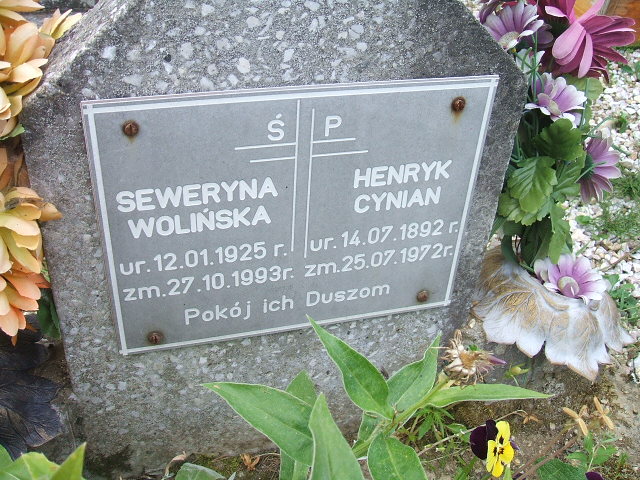 Ś P
SEWERYNA
WOLIŃSKA
ur. 12.01.1925 r.
zm. 27.10.1993r.
HENRYK
CYNIAN
ur. 14.07.1892 r.
zm. 25.07.1972r.
Pokój ich Duszom